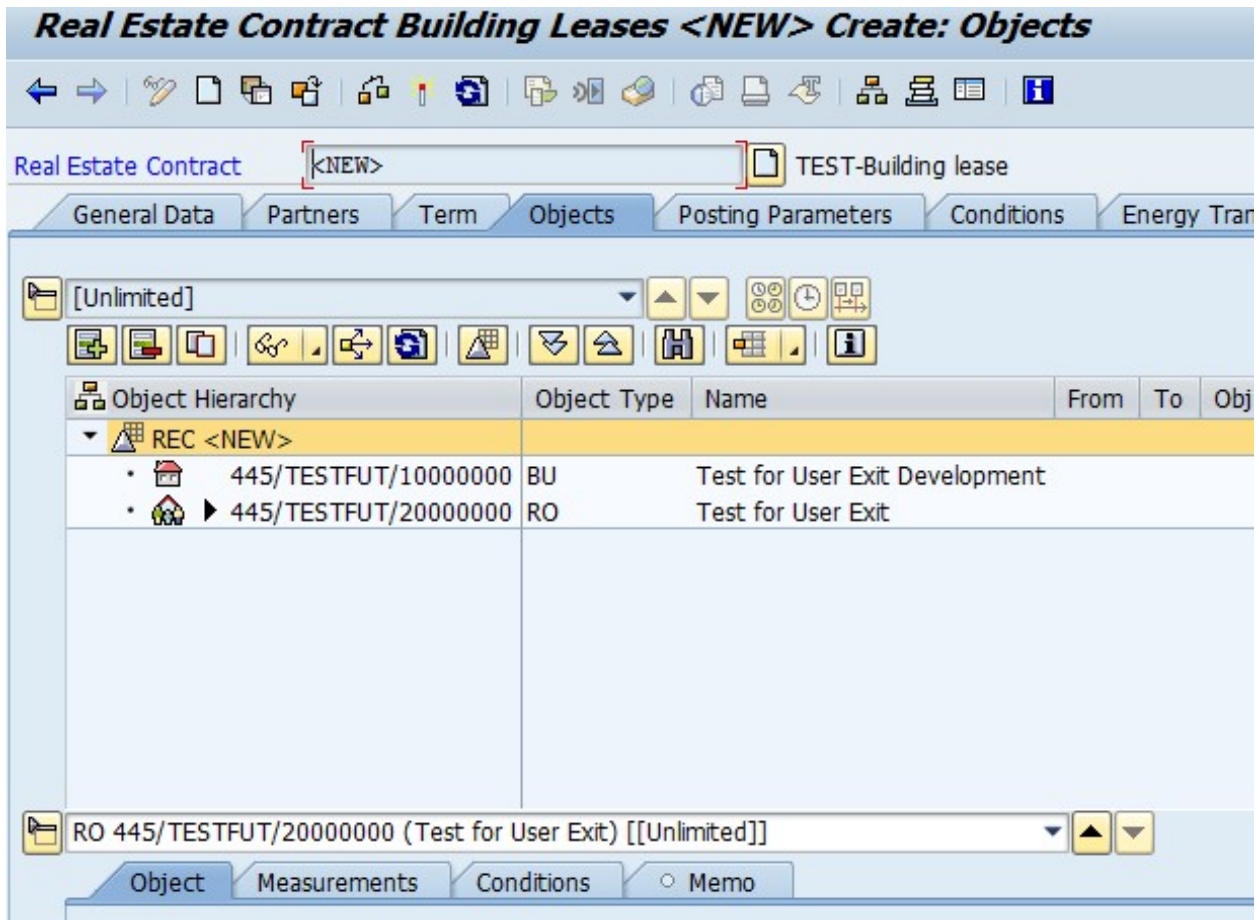 Real Estate Contract Building Leases <NEW> Create: Objects
Real Estate Contract <NEW> TEST-Building lease
General Data Partners Term Objects Posting Parameters Conditions Energy Tran
[Unlimited]
Object Hierarchy Object Type Name From To Obj
REC <NEW>
445/TESTFUT/10000000 BU Test for User Exit Development
445/TESTFUT/20000000 RO Test for User Exit
RO 445/TESTFUT/20000000 (Test for User Exit) [[Unlimited]]
Object Measurements Conditions Memo